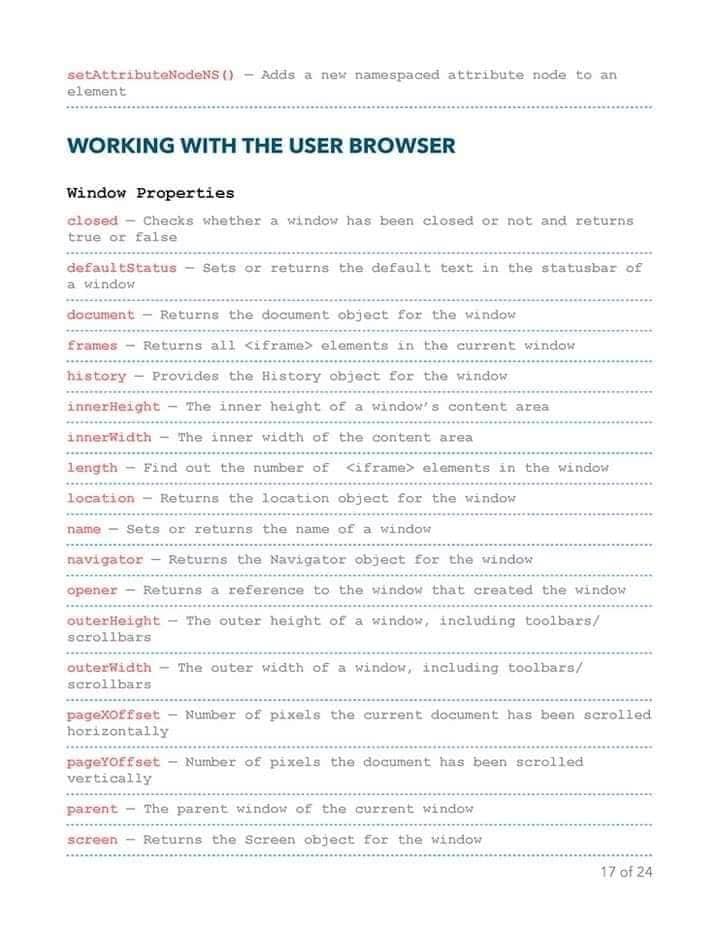 setAttributeNodeNS() — Adds a new namespaced attribute node to an
element
WORKING WITH THE USER BROWSER
Window Properties
closed — Checks whether a window has been closed or not and returns
true or false
defaultStatus — Sets or returns the default text in the statusbar of
a window
document — Returns the document object for the window
frames — Returns all <iframe> elements in the current window
history — Provides the History object for the window
innerHeight — The inner height of a window's content area
innerWidth — The inner width of the content area
length — Find out the number of  <iframe> elements in the window
location — Returns the location object for the window
name — Sets or returns the name of a window
navigator — Returns the Navigator object for the window
opener — Returns a reference to the window that created the window
outerHeight — The outer height of a window, including toolbars/
scrollbars
outerWidth — The outer width of a window, including toolbars/
scrollbars
pageXOffset — Number of pixels the current document has been scrolled
horizontally
pageYOffset — Number of pixels the document has been scrolled
vertically
parent — The parent window of the current window
screen — Returns the Screen object for the window
17 of 24